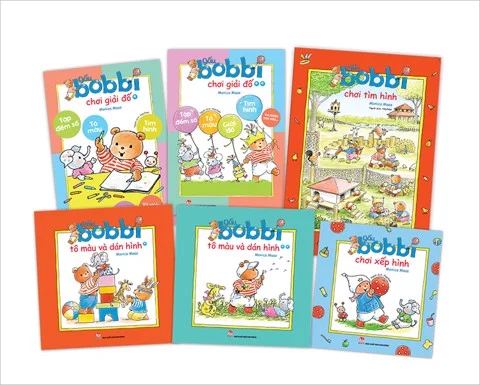 Gấu
bobbi
chơi giải đố
Monica Maas
Tập đếm số
Tô màu
Tìm hình
Gấu
bobbi
chơi giải đố
Monica Maas
Tập đếm số
Tô màu
Giải đố
Tìm hình
Gấu
bobbi
chơi tìm hình
Monica Maas
Gấu
bobbi
tô màu và dán hình
Monica Maas
Gấu
bobbi
tô màu và dán hình
Monica Maas
Gấu
bobbi
chơi xếp hình
Monica Maas